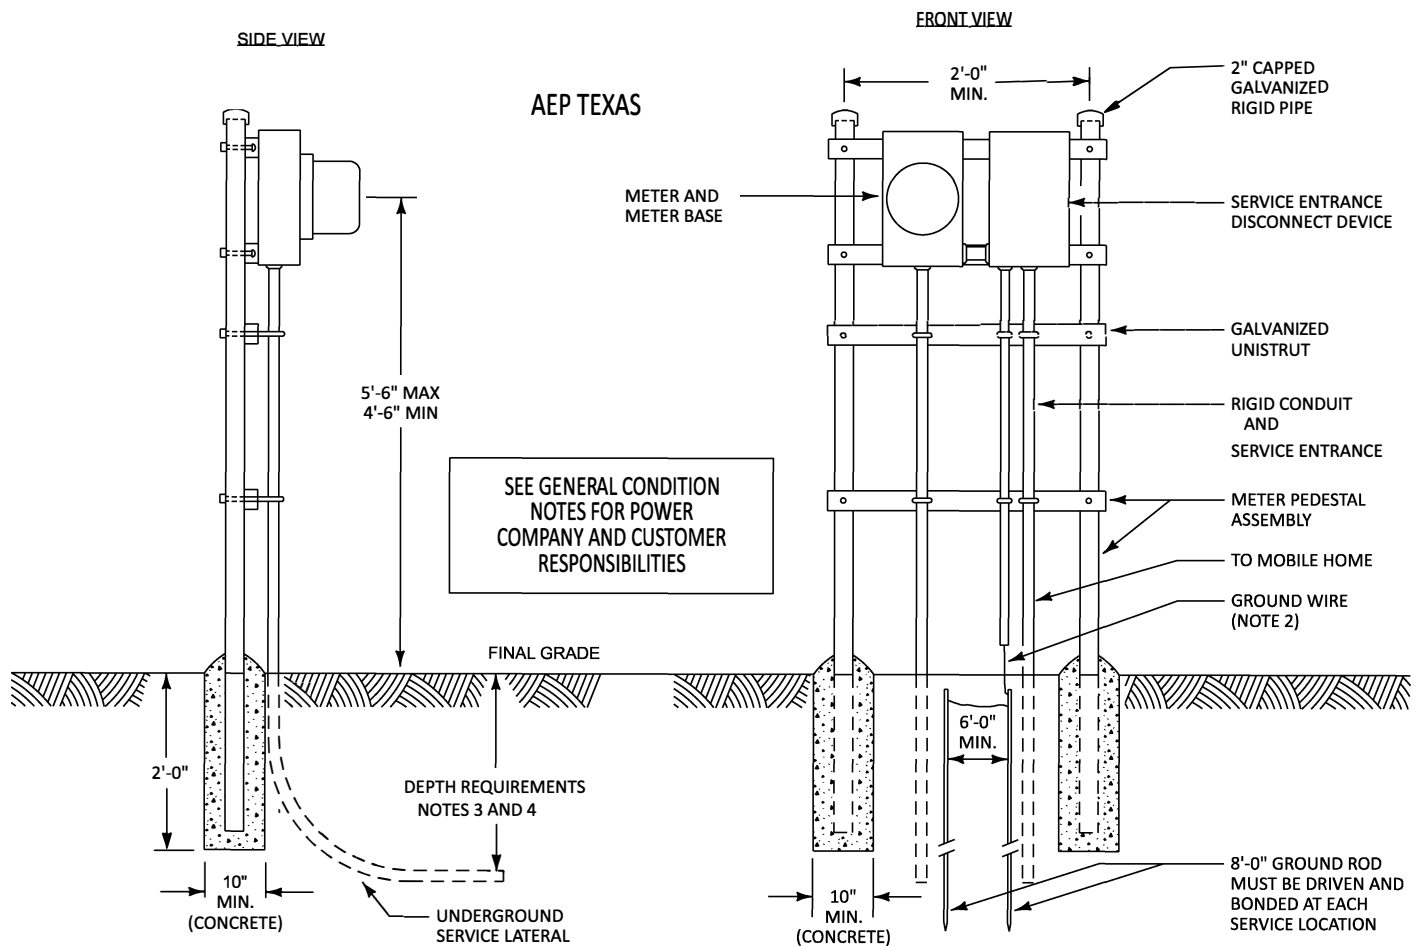 SIDE VIEW
FRONT VIEW
AEP TEXAS
2'-0"
MIN.
2" CAPPED
GALVANIZED
RIGID PIPE
METER AND
METER BASE
SERVICE ENTRANCE
DISCONNECT DEVICE
GALVANIZED
UNISTRUT
5'-6" MAX
4'-6" MIN
RIGID CONDUIT
AND
SERVICE ENTRANCE
SEE GENERAL CONDITION
NOTES FOR POWER
COMPANY AND CUSTOMER
RESPONSIBILITIES
METER PEDESTAL
ASSEMBLY
TO MOBILE HOME
GROUND WIRE
(NOTE 2)
FINAL GRADE
2'-0"
DEPTH REQUIREMENTS
NOTES 3 AND 4
6'-0"
MIN.
10"
MIN.
(CONCRETE)
UNDERGROUND
SERVICE LATERAL
10"
MIN.
(CONCRETE)
8'-0" GROUND ROD
MUST BE DRIVEN AND
BONDED AT EACH
SERVICE LOCATION